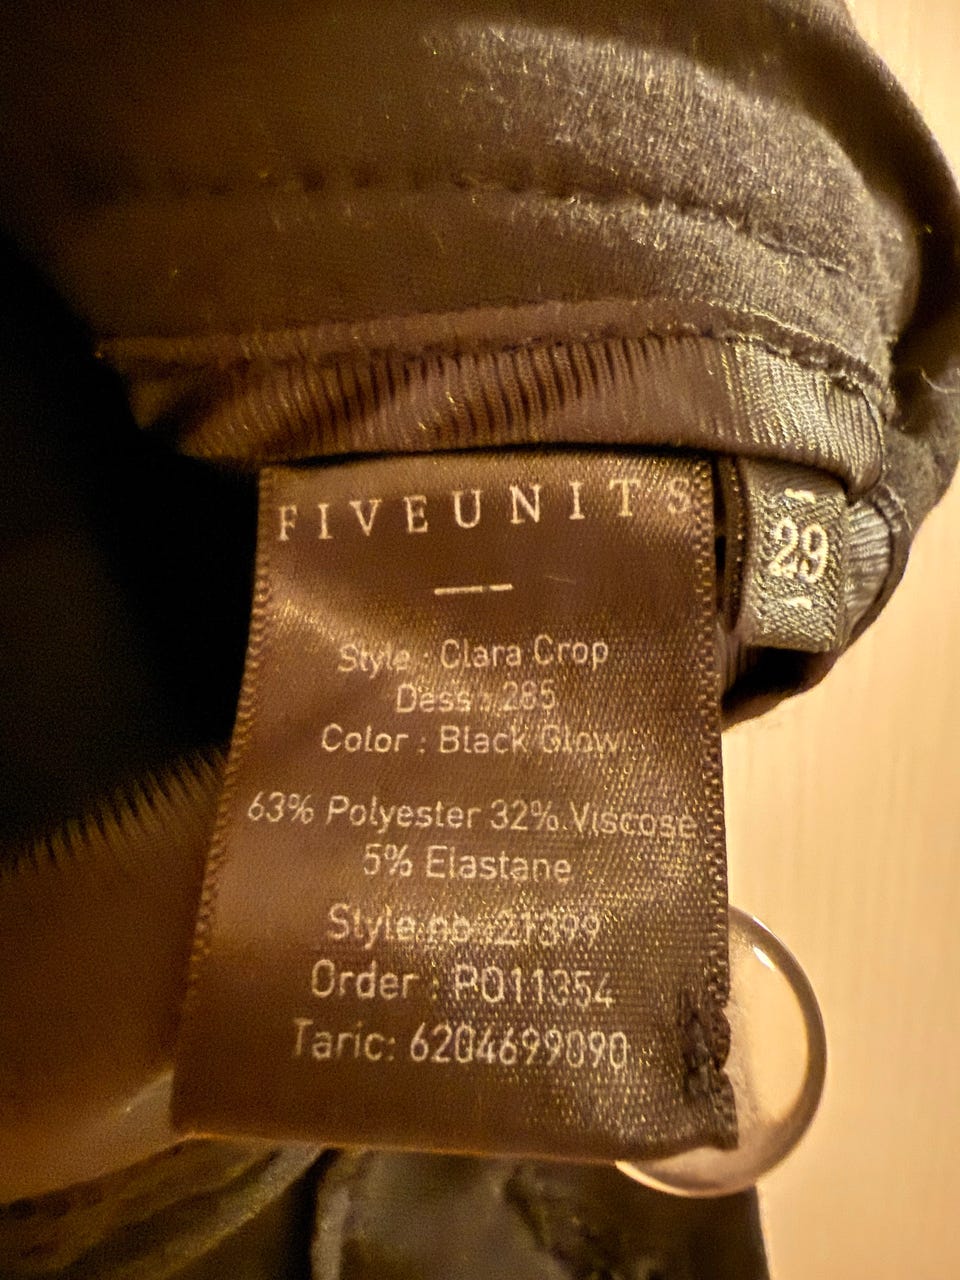 FIVEUNITS
29
Style : Clara Crop
Dess : 285
Color : Black Glow
63% Polyester 32% Viscose
5% Elastane
Style no : 21399
Order : PO11354
Taric: 6204699090